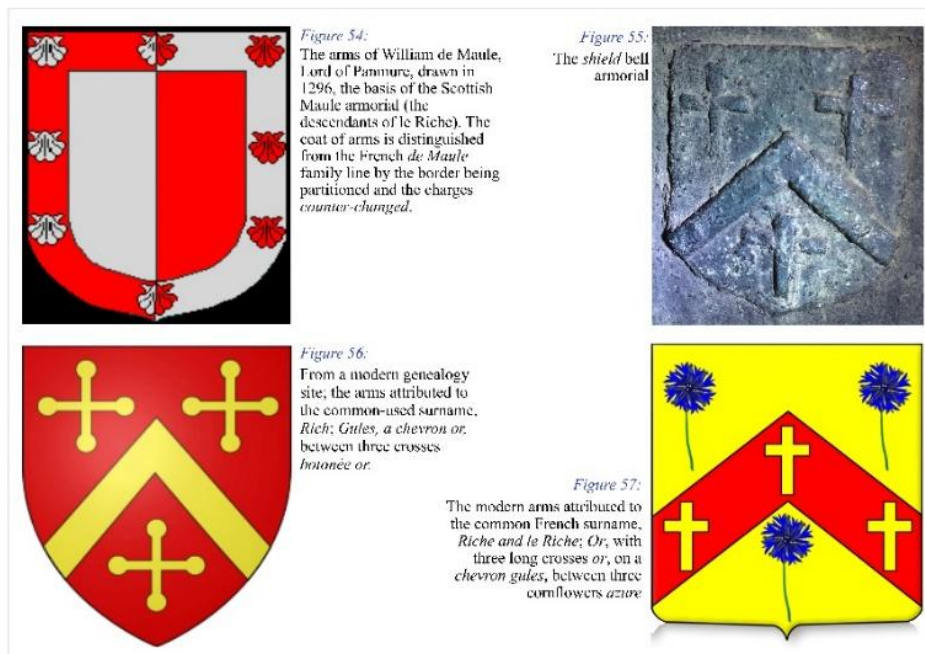 Figure 54:
The arms of William de Maule,
Lord of Panmure, drawn in
1296, the basis of the Scottish
Maule armorial (the
descendants of le Riche). The
coat of arms is distinguished
from the French de Maule
family line by the border being
partitioned and the charges
counter-changed.
Figure 55:
The shield bell
armorial
Figure 56:
From a modern genealogy
site; the arms attributed to
the common-used surname,
Rich; Gules, a chevron or,
between three crosses
botonée or.
Figure 57:
The modern arms attributed to
the common French surname,
Riche and le Riche; Or, with
three long crosses or, on a
chevron gules, between three
cornflowers azure